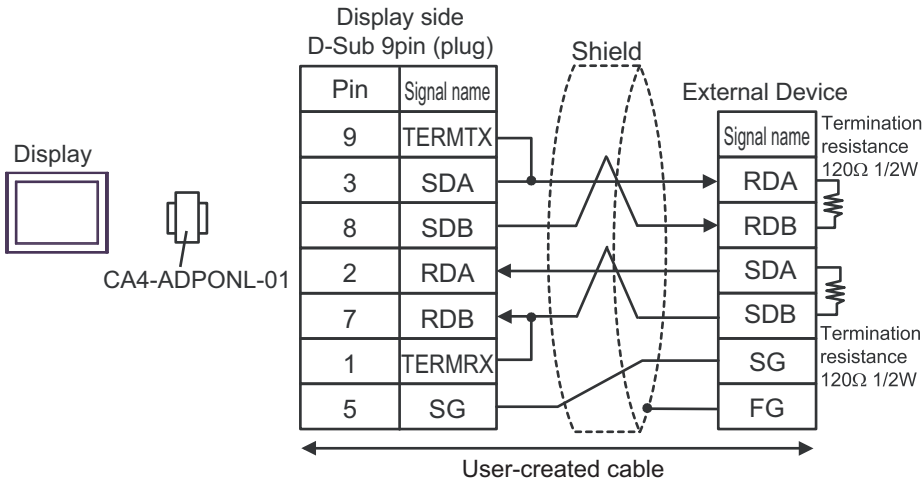 Display side
D-Sub 9pin (plug)
Shield
External Device
Display
CA4-ADPONL-01
Pin Signal name
9 TERMTX
3 SDA
8 SDB
2 RDA
7 RDB
1 TERMRX
5 SG
Signal name
RDA
RDB
SDA
SDB
SG
FG
Termination
resistance
120Ω 1/2W
Termination
resistance
120Ω 1/2W
User-created cable